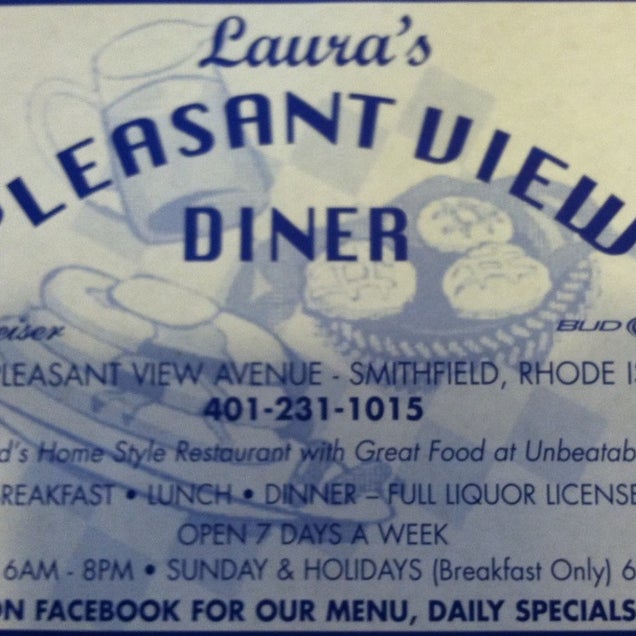 Laura's
PLEASANT VIEW
DINER
eiser
BUD
PLEASANT VIEW AVENUE - SMITHFIELD, RHODE IS
401-231-1015
d's Home Style Restaurant with Great Food at Unbeatab
REAKFAST • LUNCH • DINNER – FULL LIQUOR LICENSE
OPEN 7 DAYS A WEEK
6AM - 8PM • SUNDAY & HOLIDAYS (Breakfast Only) 6
ON FACEBOOK FOR OUR MENU, DAILY SPECIALS